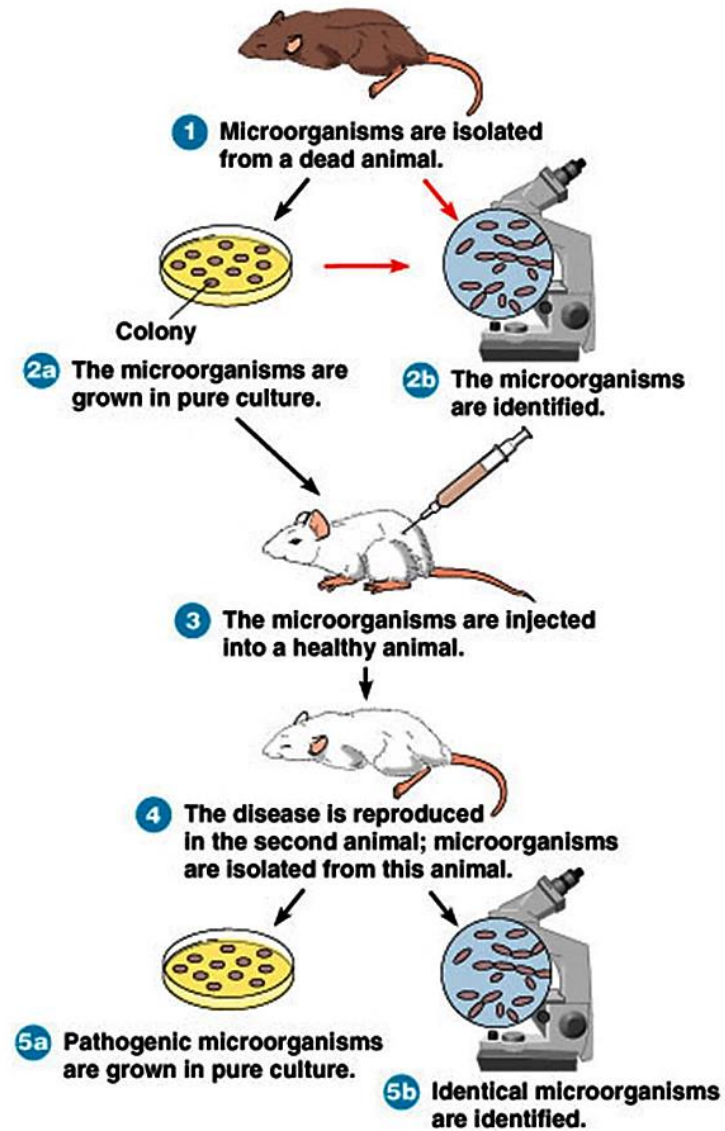 1 Microorganisms are isolated
from a dead animal.
Colony
2a The microorganisms are
grown in pure culture.
2b The microorganisms
are identified.
3 The microorganisms are injected
into a healthy animal.
4 The disease is reproduced
in the second animal; microorganisms
are isolated from this animal.
5a Pathogenic microorganisms
are grown in pure culture.
5b Identical microorganisms
are identified.